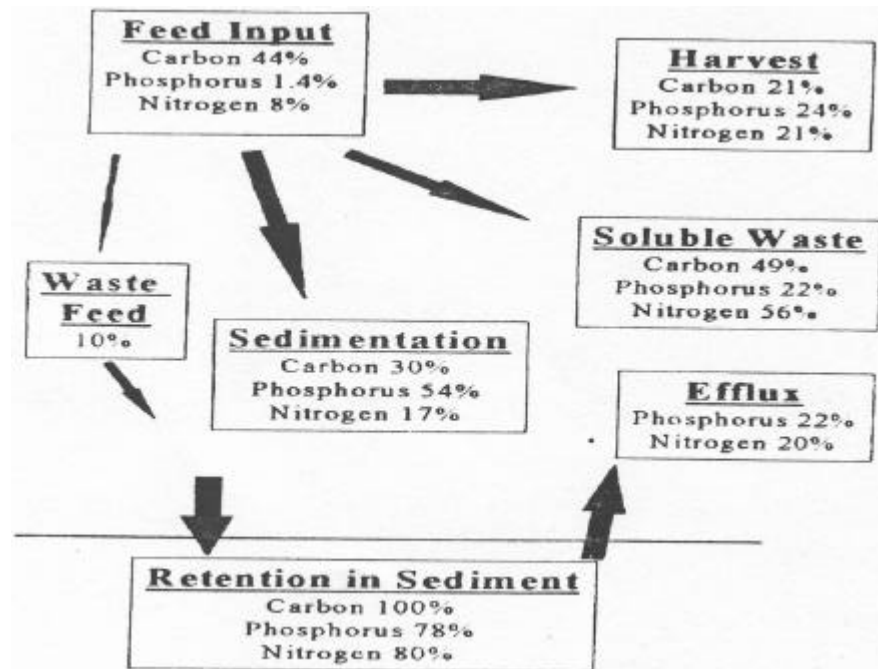 Feed Input
Carbon 44%
Phosphorus 1.4%
Nitrogen 8%
Harvest
Carbon 21%
Phosphorus 24%
Nitrogen 21%
Soluble Waste
Carbon 49%
Phosphorus 22%
Nitrogen 56%
Waste
Feed
10%
Sedimentation
Carbon 30%
Phosphorus 54%
Nitrogen 17%
Efflux
Phosphorus 22%
Nitrogen 20%
Retention in Sediment
Carbon 100%
Phosphorus 78%
Nitrogen 80%